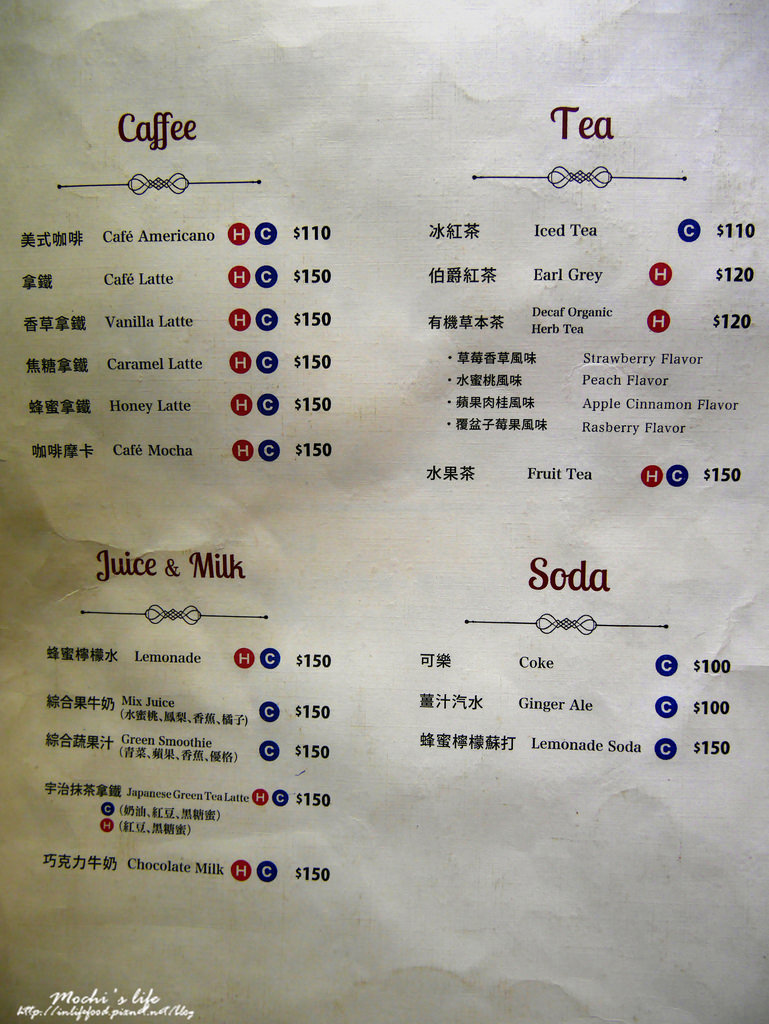 Caffee
美式咖啡 Café Americano H C $110
拿鐵 Café Latte H C $150
香草拿鐵 Vanilla Latte H C $150
焦糖拿鐵 Caramel Latte H C $150
蜂蜜拿鐵 Honey Latte H C $150
咖啡摩卡 Café Mocha H C $150
Tea
冰紅茶 Iced Tea C $110
伯爵紅茶 Earl Grey H $120
有機草本茶 Decaf Organic
Herb Tea H $120
・草莓香草風味 Strawberry Flavor
・水蜜桃風味 Peach Flavor
・蘋果肉桂風味 Apple Cinnamon Flavor
・覆盆子莓果風味 Rasberry Flavor
水果茶 Fruit Tea H C $150
Juice & Milk
蜂蜜檸檬水 Lemonade H C $150
綜合果牛奶 Mix Juice
(水蜜桃、鳳梨、香蕉、橘子) C $150
綜合蔬果汁 Green Smoothie
(青菜、蘋果、香蕉、優格) C $150
宇治抹茶拿鐵 Japanese Green Tea Latte H C $150
C (奶油、紅豆、黑糖蜜)
H (紅豆、黑糖蜜)
巧克力牛奶 Chocolate Milk H C $150
Soda
可樂 Coke C $100
薑汁汽水 Ginger Ale C $100
蜂蜜檸檬蘇打 Lemonade Soda C $150
Mochi's life
http://inlifefood.pixnet.net/blog